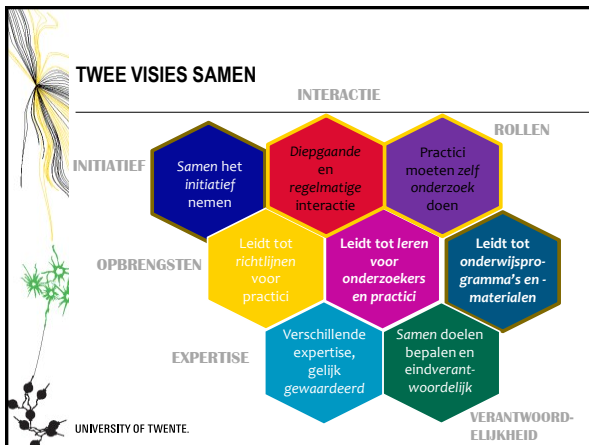 TWEE VISIES SAMEN
INTERACTIE
ROLLEN
INITIATIEF
Samen het
initiatief
nemen
Diepgaande
en
regelmatige
interactie
Practici
moeten zelf
onderzoek
doen
OPBRENGSTEN
Leidt tot
richtlijnen
voor
practici
Leidt tot leren
voor
onderzoekers
en practici
Leidt tot
onderwijspro-
gramma's en -
materialen
EXPERTISE
Verschillende
expertise,
gelijk
gewaardeerd
Samen doelen
bepalen en
eindverant-
woordelijk
VERANTWOORD-
ELIJKHEID
UNIVERSITY OF TWENTE.